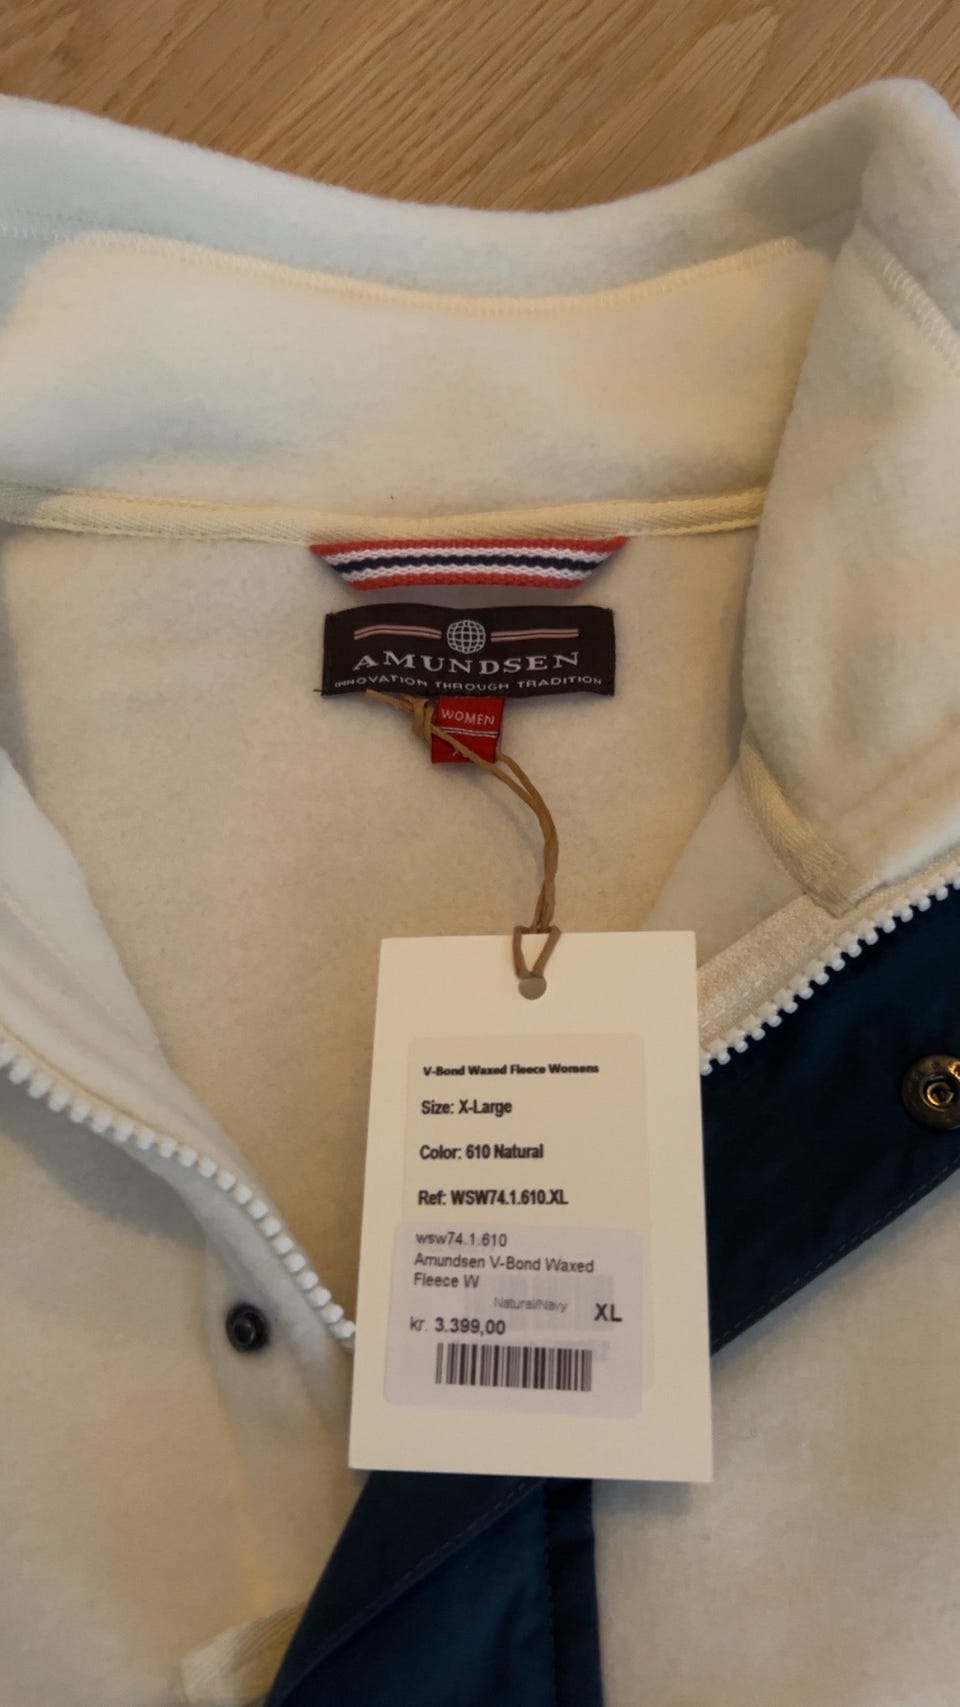 AMUNDSEN
INNOVATION THROUGH TRADITION
WOMEN
V-Bond Waxed Fleece Womens
Size: X-Large
Color: 610 Natural
Ref: WSW74.1.610.XL
wsw74.1.610
Amundsen V-Bond Waxed
Fleece W
Natural/Navy
XL
kr. 3.399,00